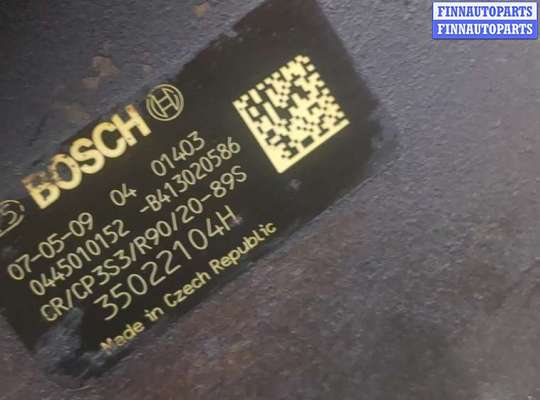 FINNAUTOPARTS
FINNAUTOPARTS
BOSCH
07-05-09 04 01403
0445010152 -B413020586
CR/CP3S3/R90/20-89S
35022104H
Made in Czech Republic